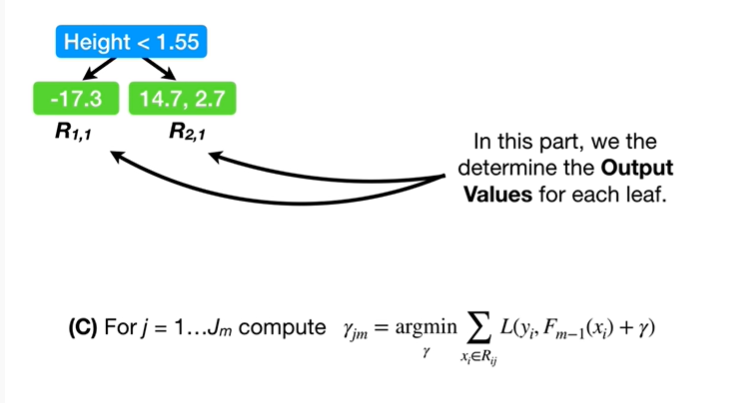 Height < 1.55
-17.3 14.7, 2.7
R1,1 R2,1
In this part, we the
determine the Output
Values for each leaf.
(C) For j = 1...Jm compute γjm = argmin ∑ L(yi, Fm−1(xi) + γ)
γ xi∈Rij